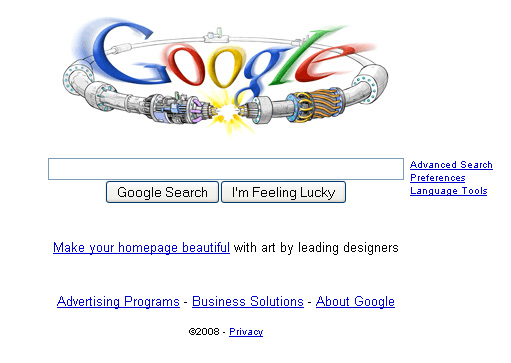 Google
Advanced Search
Preferences
Language Tools
Google Search I'm Feeling Lucky
Make your homepage beautiful with art by leading designers
Advertising Programs - Business Solutions - About Google
©2008 - Privacy